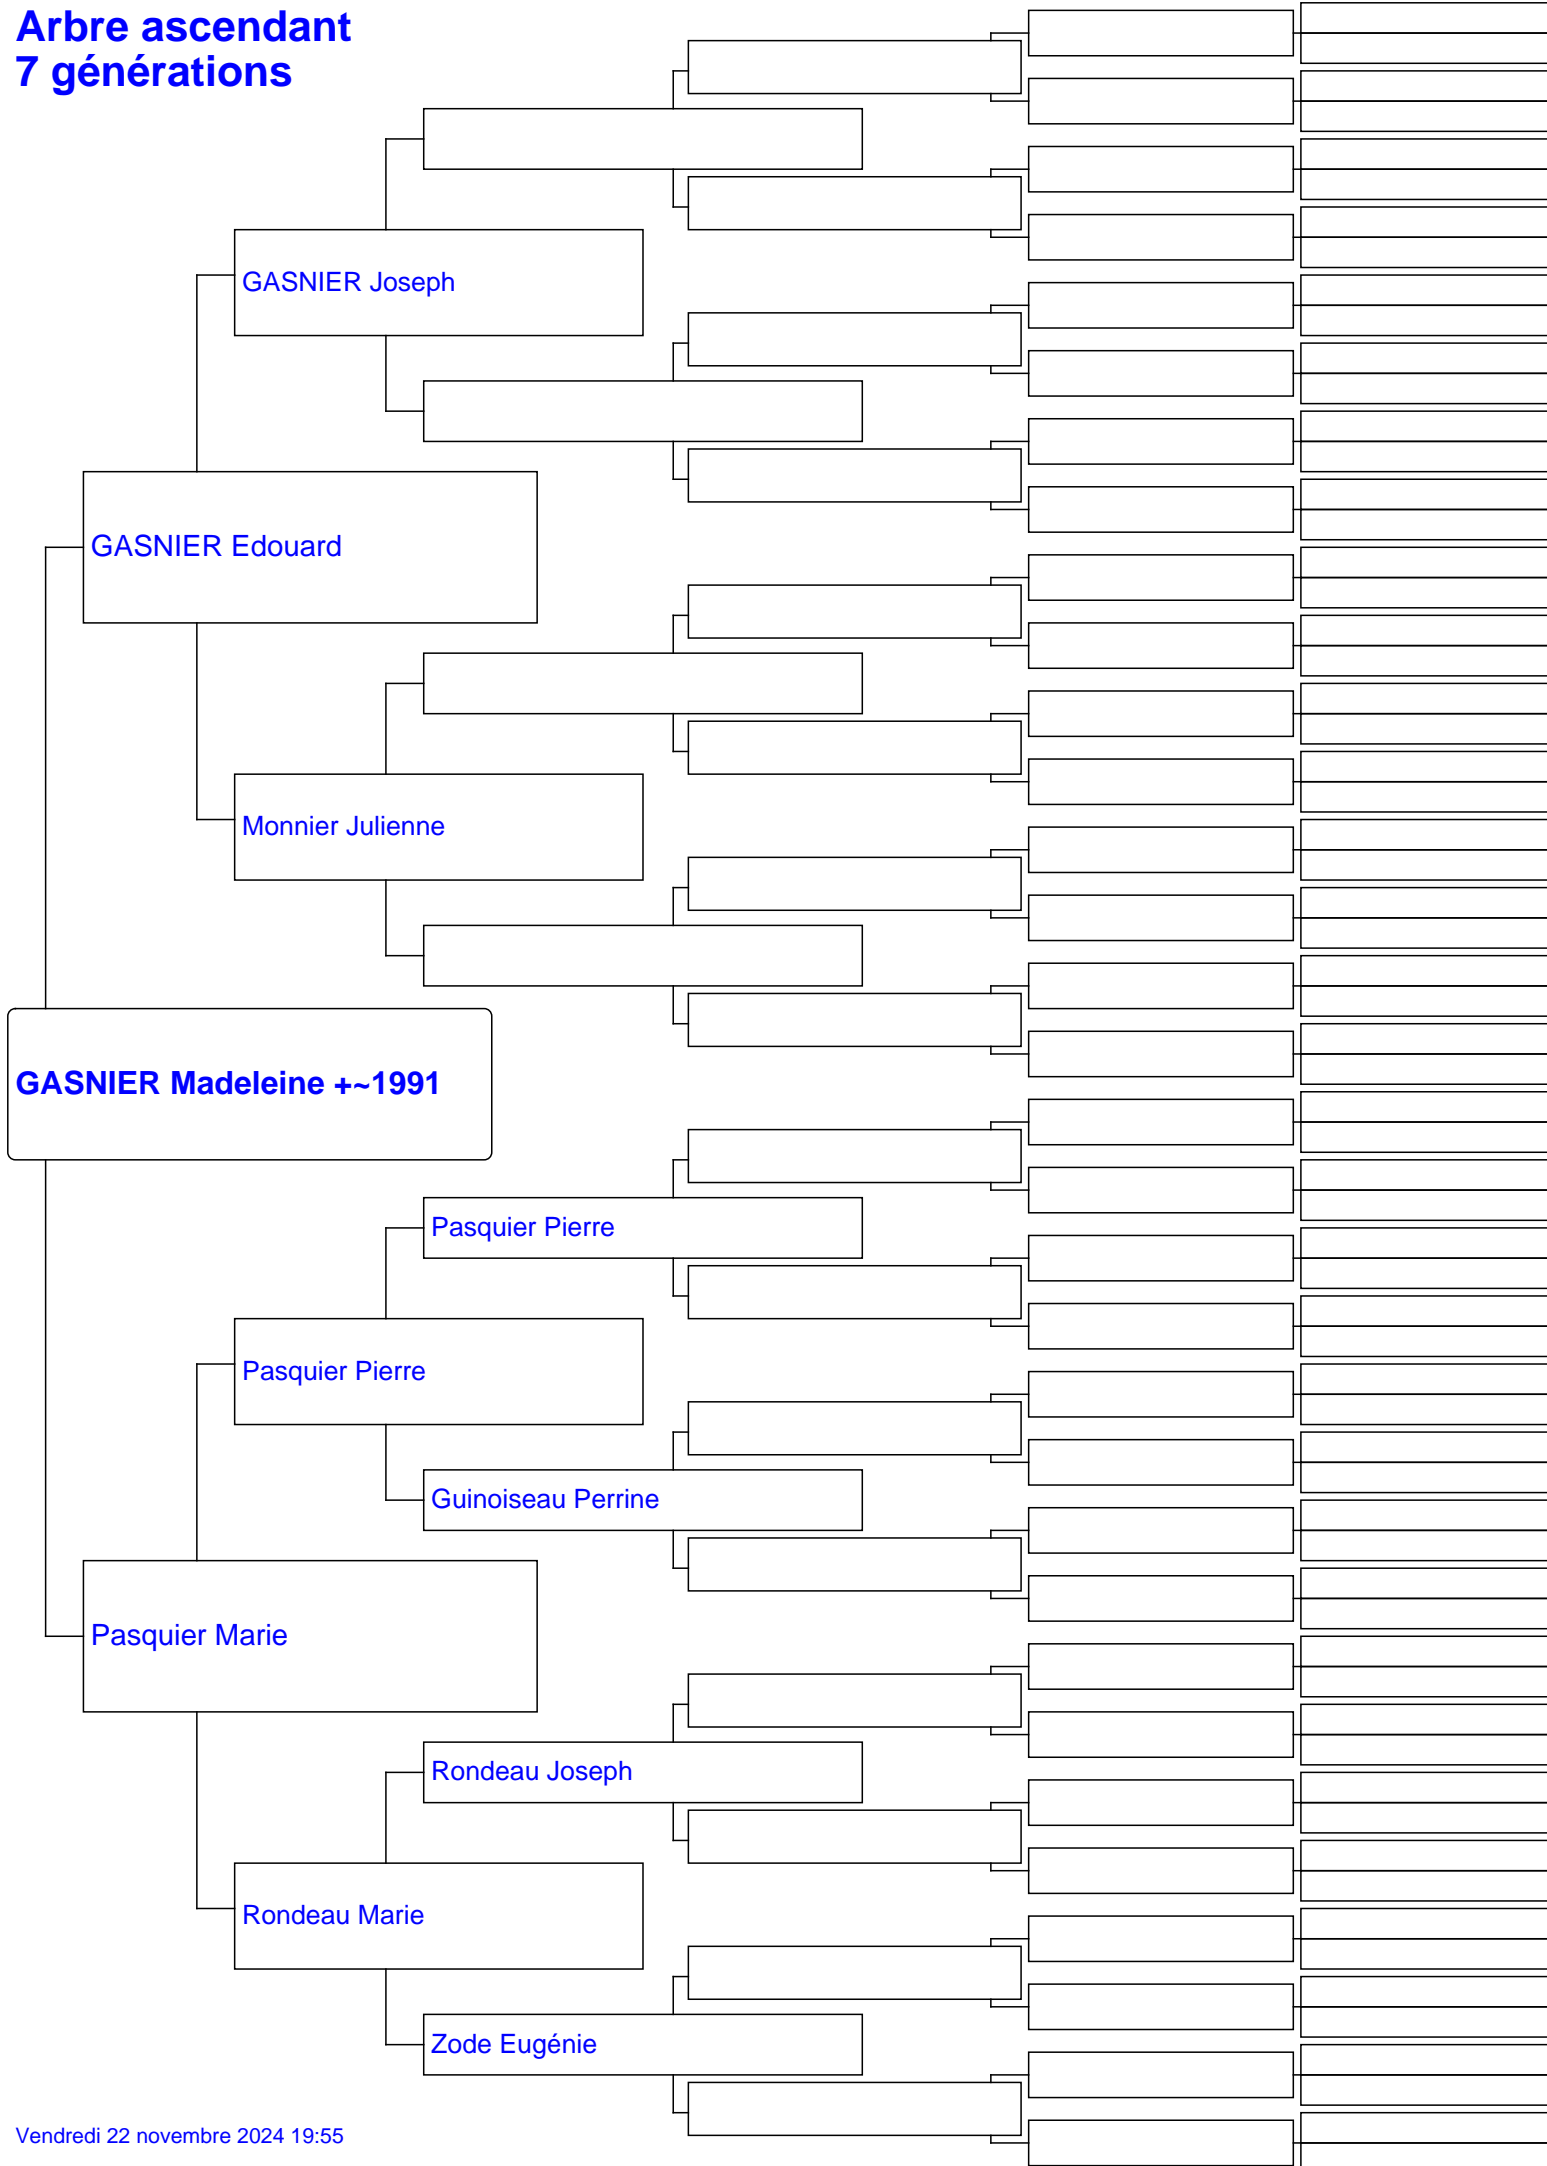 Arbre ascendant
7 générations
GASNIER Joseph
GASNIER Edouard
Monnier Julienne
GASNIER Madeleine +~1991
Pasquier Pierre
Pasquier Pierre
Guinoiseau Perrine
Pasquier Marie
Rondeau Joseph
Rondeau Marie
Zode Eugénie
Vendredi 22 novembre 2024 19:55